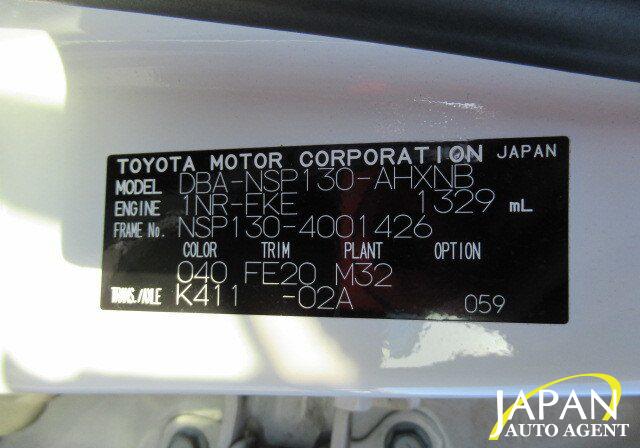 TOYOTA MOTOR CORPORATION JAPAN
MODEL DBA-NSP130-AHXNB
ENGINE 1NR-FKE 1329 mL
FRAME No. NSP130-4001426
COLOR TRIM PLANT OPTION
040 FE20 M32
TRANS./AXLE K411 -02A 059
JAPAN
AUTO AGENT